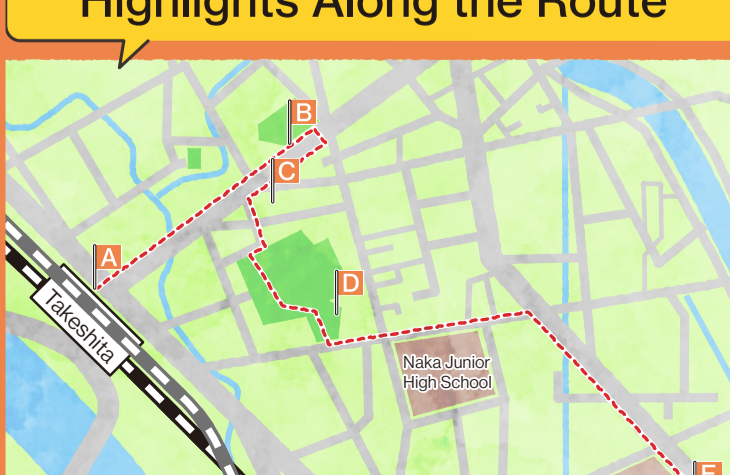 Highlights Along the Route
B
C
A
D
Takeshita
Naka Junior
High School
E